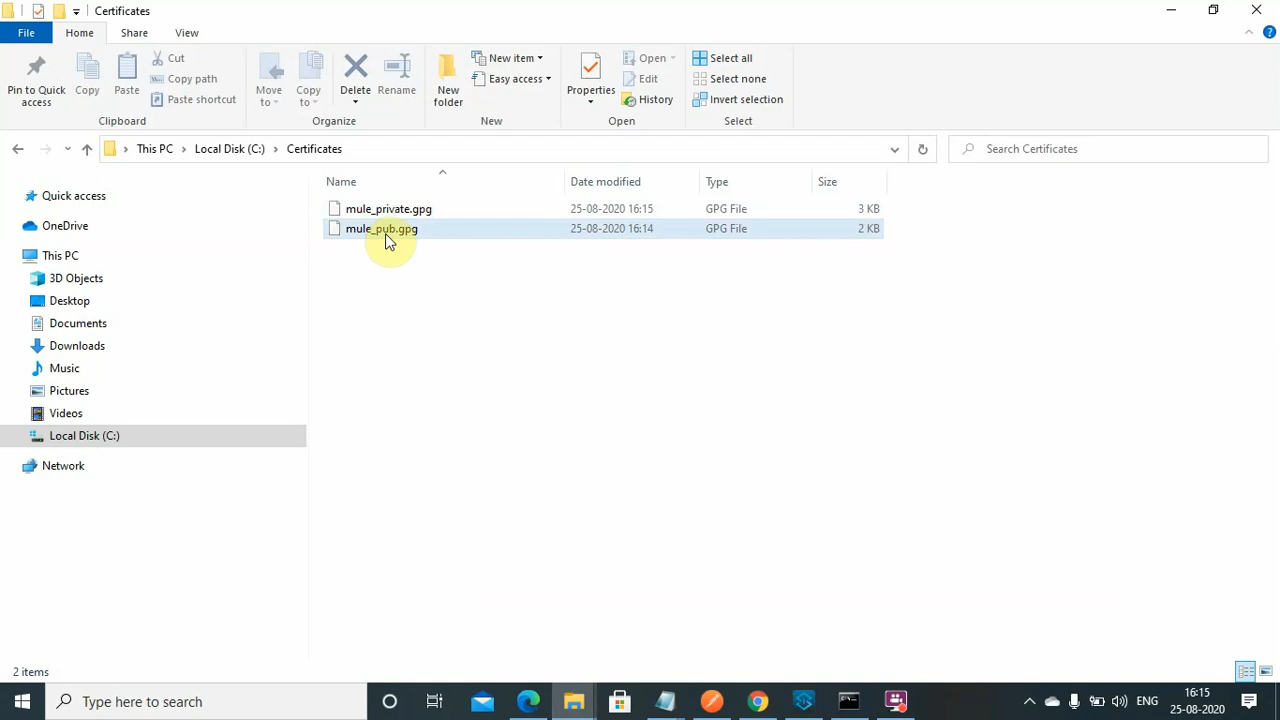 Certificates
File Home Share View
Pin to Quick access
Copy
Paste
Cut
Copy path
Paste shortcut
Clipboard
Move to
Copy to
Delete
Rename
Organize
New folder
New item
Easy access
New
Properties
Open
Edit
History
Open
Select all
Select none
Invert selection
Select
This PC > Local Disk (C:) > Certificates
Search Certificates
Quick access
OneDrive
This PC
3D Objects
Desktop
Documents
Downloads
Music
Pictures
Videos
Local Disk (C:)
Network
Name Date modified Type Size
mule_private.gpg 25-08-2020 16:15 GPG File 3 KB
mule_pub.gpg 25-08-2020 16:14 GPG File 2 KB
2 items
Type here to search
ENG
16:15
25-08-2020